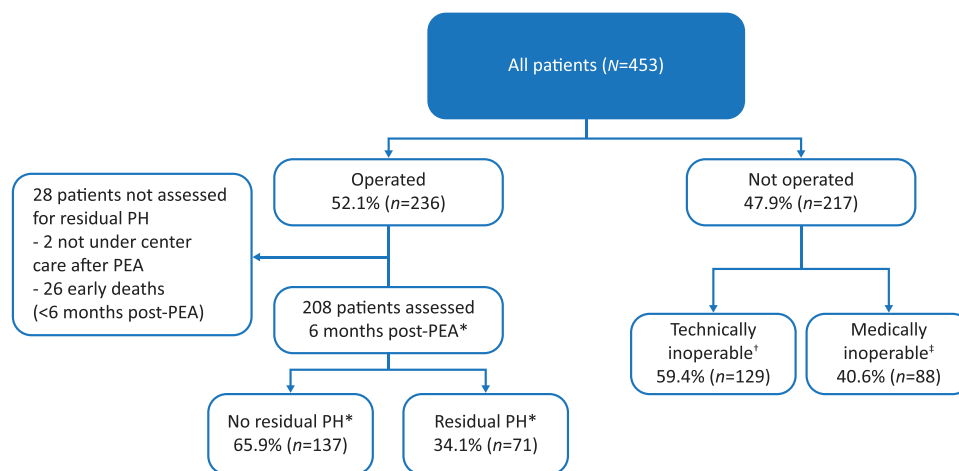 All patients (N=453)
Operated
52.1% (n=236)
Not operated
47.9% (n=217)
28 patients not assessed
for residual PH
- 2 not under center
care after PEA
- 26 early deaths
(<6 months post-PEA)
208 patients assessed
6 months post-PEA*
Technically
inoperable†
59.4% (n=129)
Medically
inoperable‡
40.6% (n=88)
No residual PH*
65.9% (n=137)
Residual PH*
34.1% (n=71)